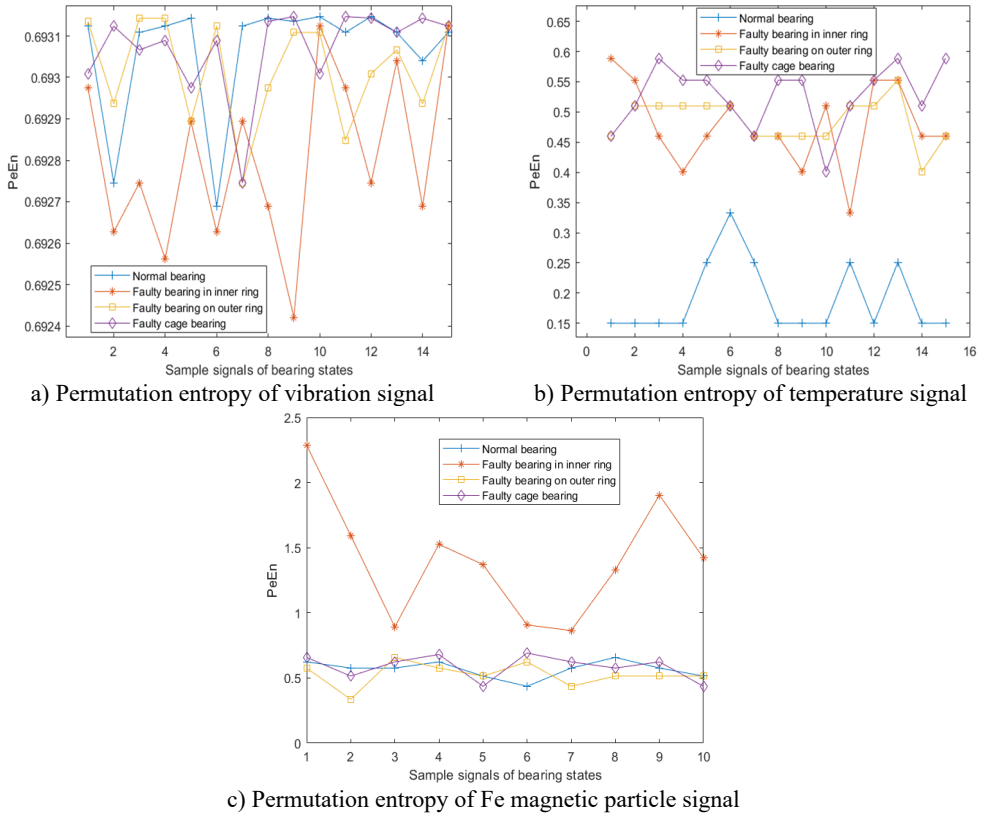 0.6931
0.693
0.6929
0.6928
0.6927
0.6926
0.6925
0.6924
PeEn
Normal bearing
Faulty bearing in inner ring
Faulty bearing on outer ring
Faulty cage bearing
2 4 6 8 10 12 14
Sample signals of bearing states
a) Permutation entropy of vibration signal
0.65
0.6
0.55
0.5
0.45
0.4
0.35
0.3
0.25
0.2
0.15
PeEn
Normal bearing
Faulty bearing in inner ring
Faulty bearing on outer ring
Faulty cage bearing
0 2 4 6 8 10 12 14 16
Sample signals of bearing states
b) Permutation entropy of temperature signal
2.5
2
1.5
1
0.5
0
PeEn
Normal bearing
Faulty bearing in inner ring
Faulty bearing on outer ring
Faulty cage bearing
1 2 3 4 5 6 7 8 9 10
Sample signals of bearing states
c) Permutation entropy of Fe magnetic particle signal